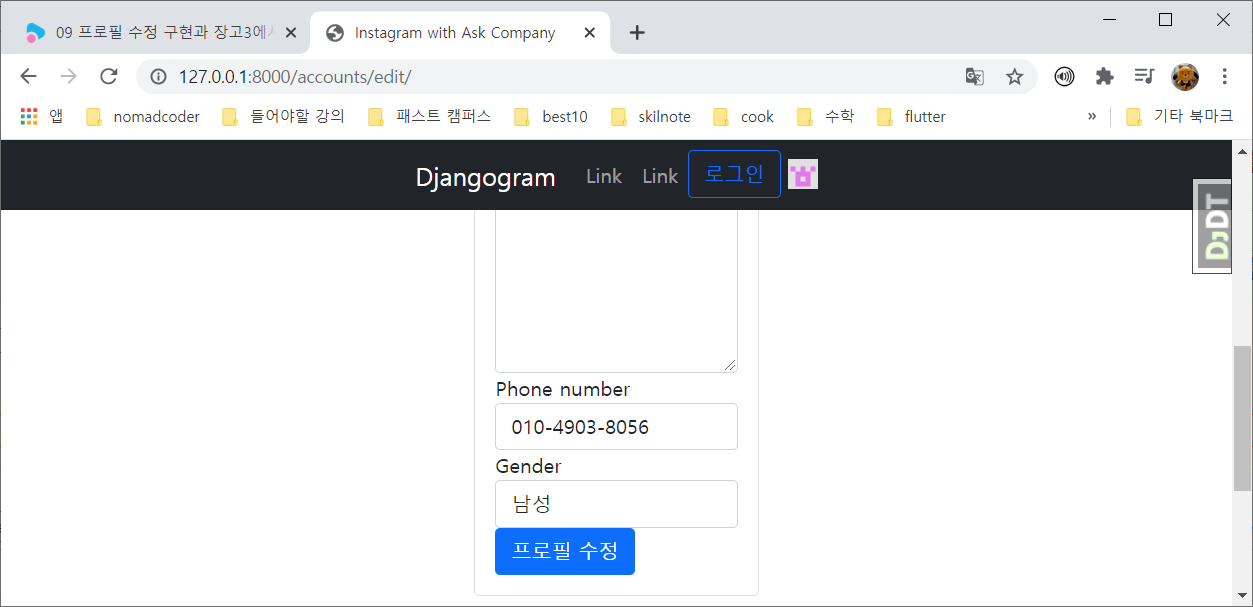 09 프로필 수정 구현과 장고3에서
Instagram with Ask Company
127.0.0.1:8000/accounts/edit/
앱 nomadcoder 들어야할 강의 패스트 캠퍼스 best10 skilnote cook 수학 flutter » 기타 북마크
Djangogram Link Link 로그인
DjDT
Phone number
010-4903-8056
Gender
남성
프로필 수정